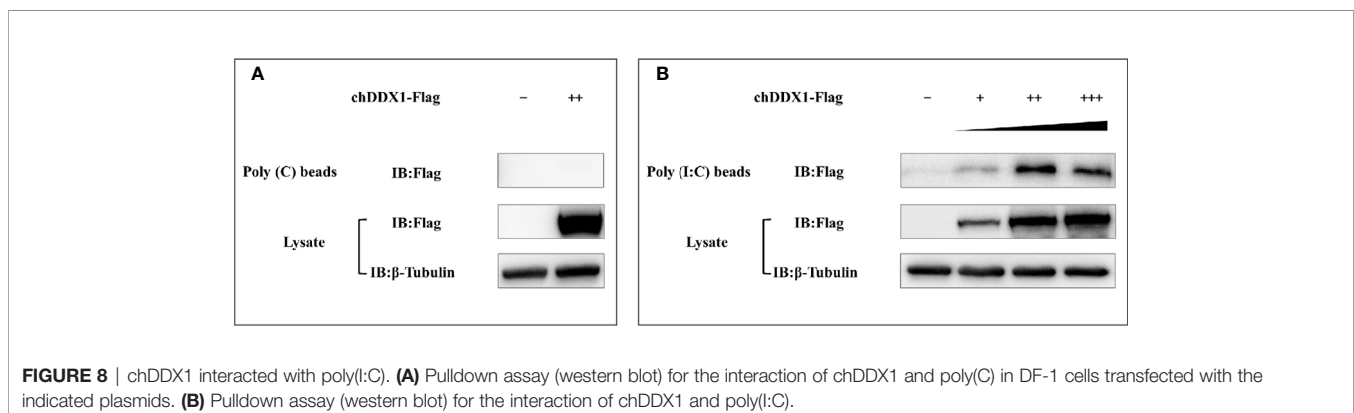 A
chDDX1-Flag – ++
Poly (C) beads IB:Flag
IB:Flag
Lysate
IB:β-Tubulin
B
chDDX1-Flag – + ++ +++
Poly (I:C) beads IB:Flag
IB:Flag
Lysate
IB:β-Tubulin
FIGURE 8 | chDDX1 interacted with poly(I:C). (A) Pulldown assay (western blot) for the interaction of chDDX1 and poly(C) in DF-1 cells transfected with the
indicated plasmids. (B) Pulldown assay (western blot) for the interaction of chDDX1 and poly(I:C).